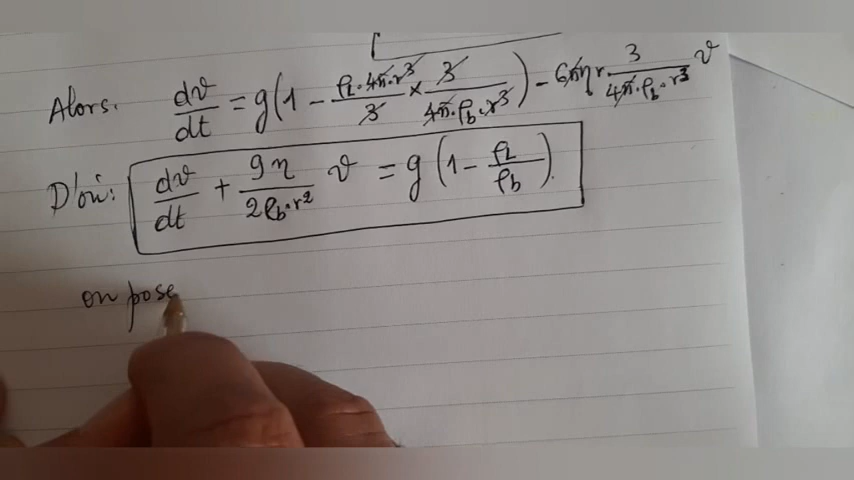 Alors. dv/dt = g(1 - ρL·4π·r³/3 × 3/4π·ρb·r³) - 6πηr 3/4π·ρb·r³ v
D'où: dv/dt + 9η/2ρb·r² v = g(1 - ρL/ρb).
on pose